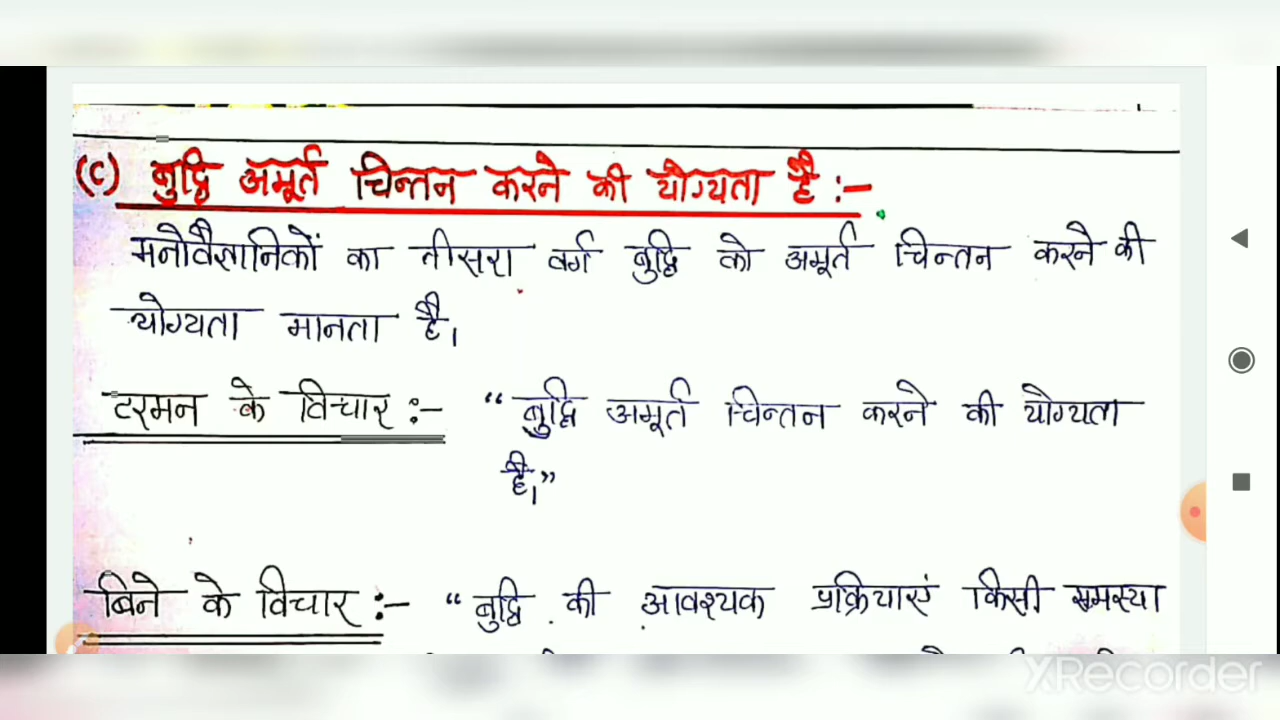 (c) बुद्धि अमूर्त चिन्तन करने की योग्यता है :-
मनोवैज्ञानिकों का तीसरा वर्ग बुद्धि को अमूर्त चिन्तन करने की
योग्यता मानता है।
टरमन के विचार :- “बुद्धि अमूर्त चिन्तन करने की योग्यता
है।”
बिने के विचार :- “बुद्धि की आवश्यक प्रक्रियाएं किसी समस्या
XRecorder